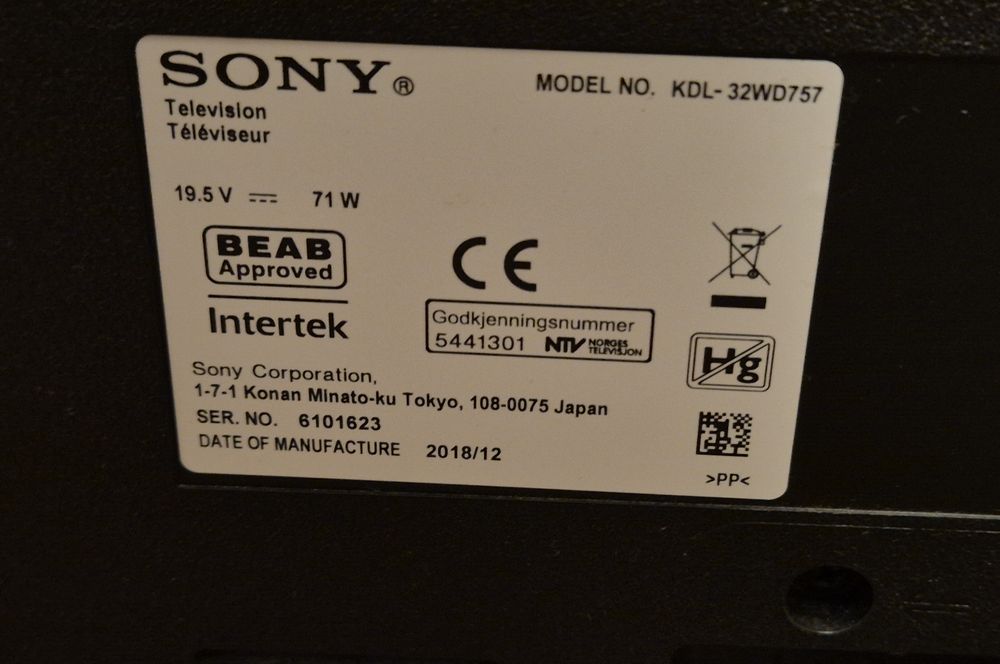 SONY®
MODEL NO. KDL-32WD757
Television
Téléviseur
19.5 V 71 W
BEAB
Approved
CE
Intertek
Godkjenningsnummer
5441301 NTV NORGES
TELEVISJON
Hg
Sony Corporation,
1-7-1 Konan Minato-ku Tokyo, 108-0075 Japan
SER. NO. 6101623
DATE OF MANUFACTURE 2018/12
>PP<